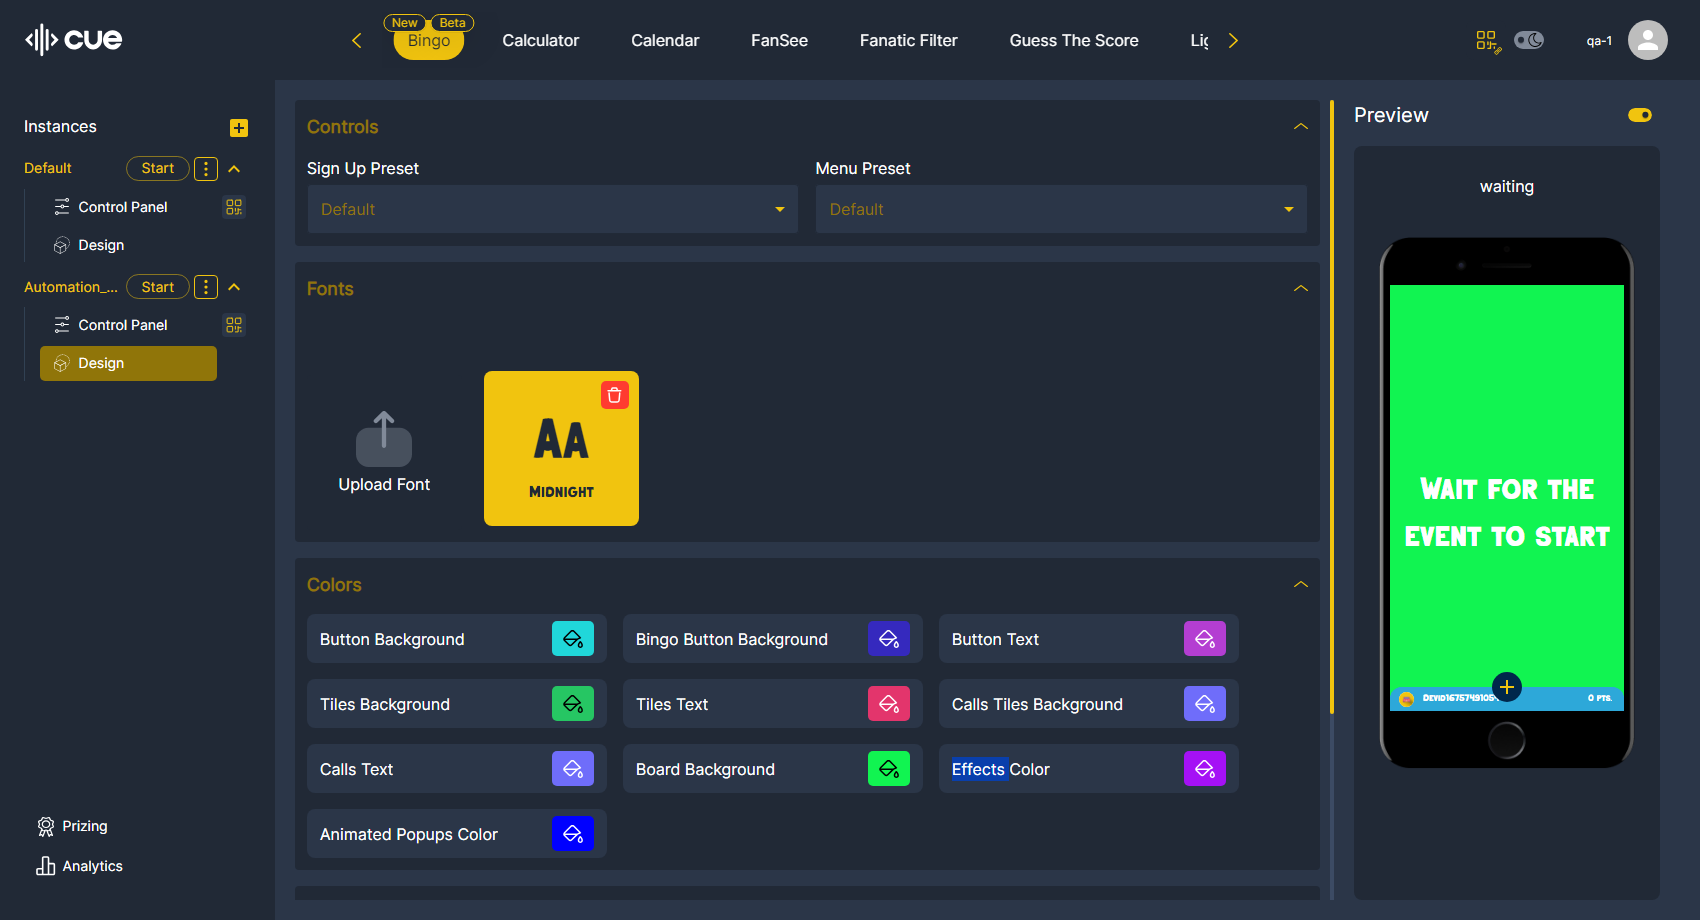 cue
New
Beta
Bingo
Calculator
Calendar
FanSee
Fanatic Filter
Guess The Score
Lig
qa-1
Instances
Default
Start
Control Panel
Design
Automation_...
Start
Control Panel
Design
Prizing
Analytics
Controls
Sign Up Preset
Menu Preset
Default
Default
Fonts
Upload Font
AA
MIDNIGHT
Colors
Button Background
Bingo Button Background
Button Text
Tiles Background
Tiles Text
Calls Tiles Background
Calls Text
Board Background
Effects Color
Animated Popups Color
Preview
waiting
WAIT FOR THE
EVENT TO START
0 PTS.